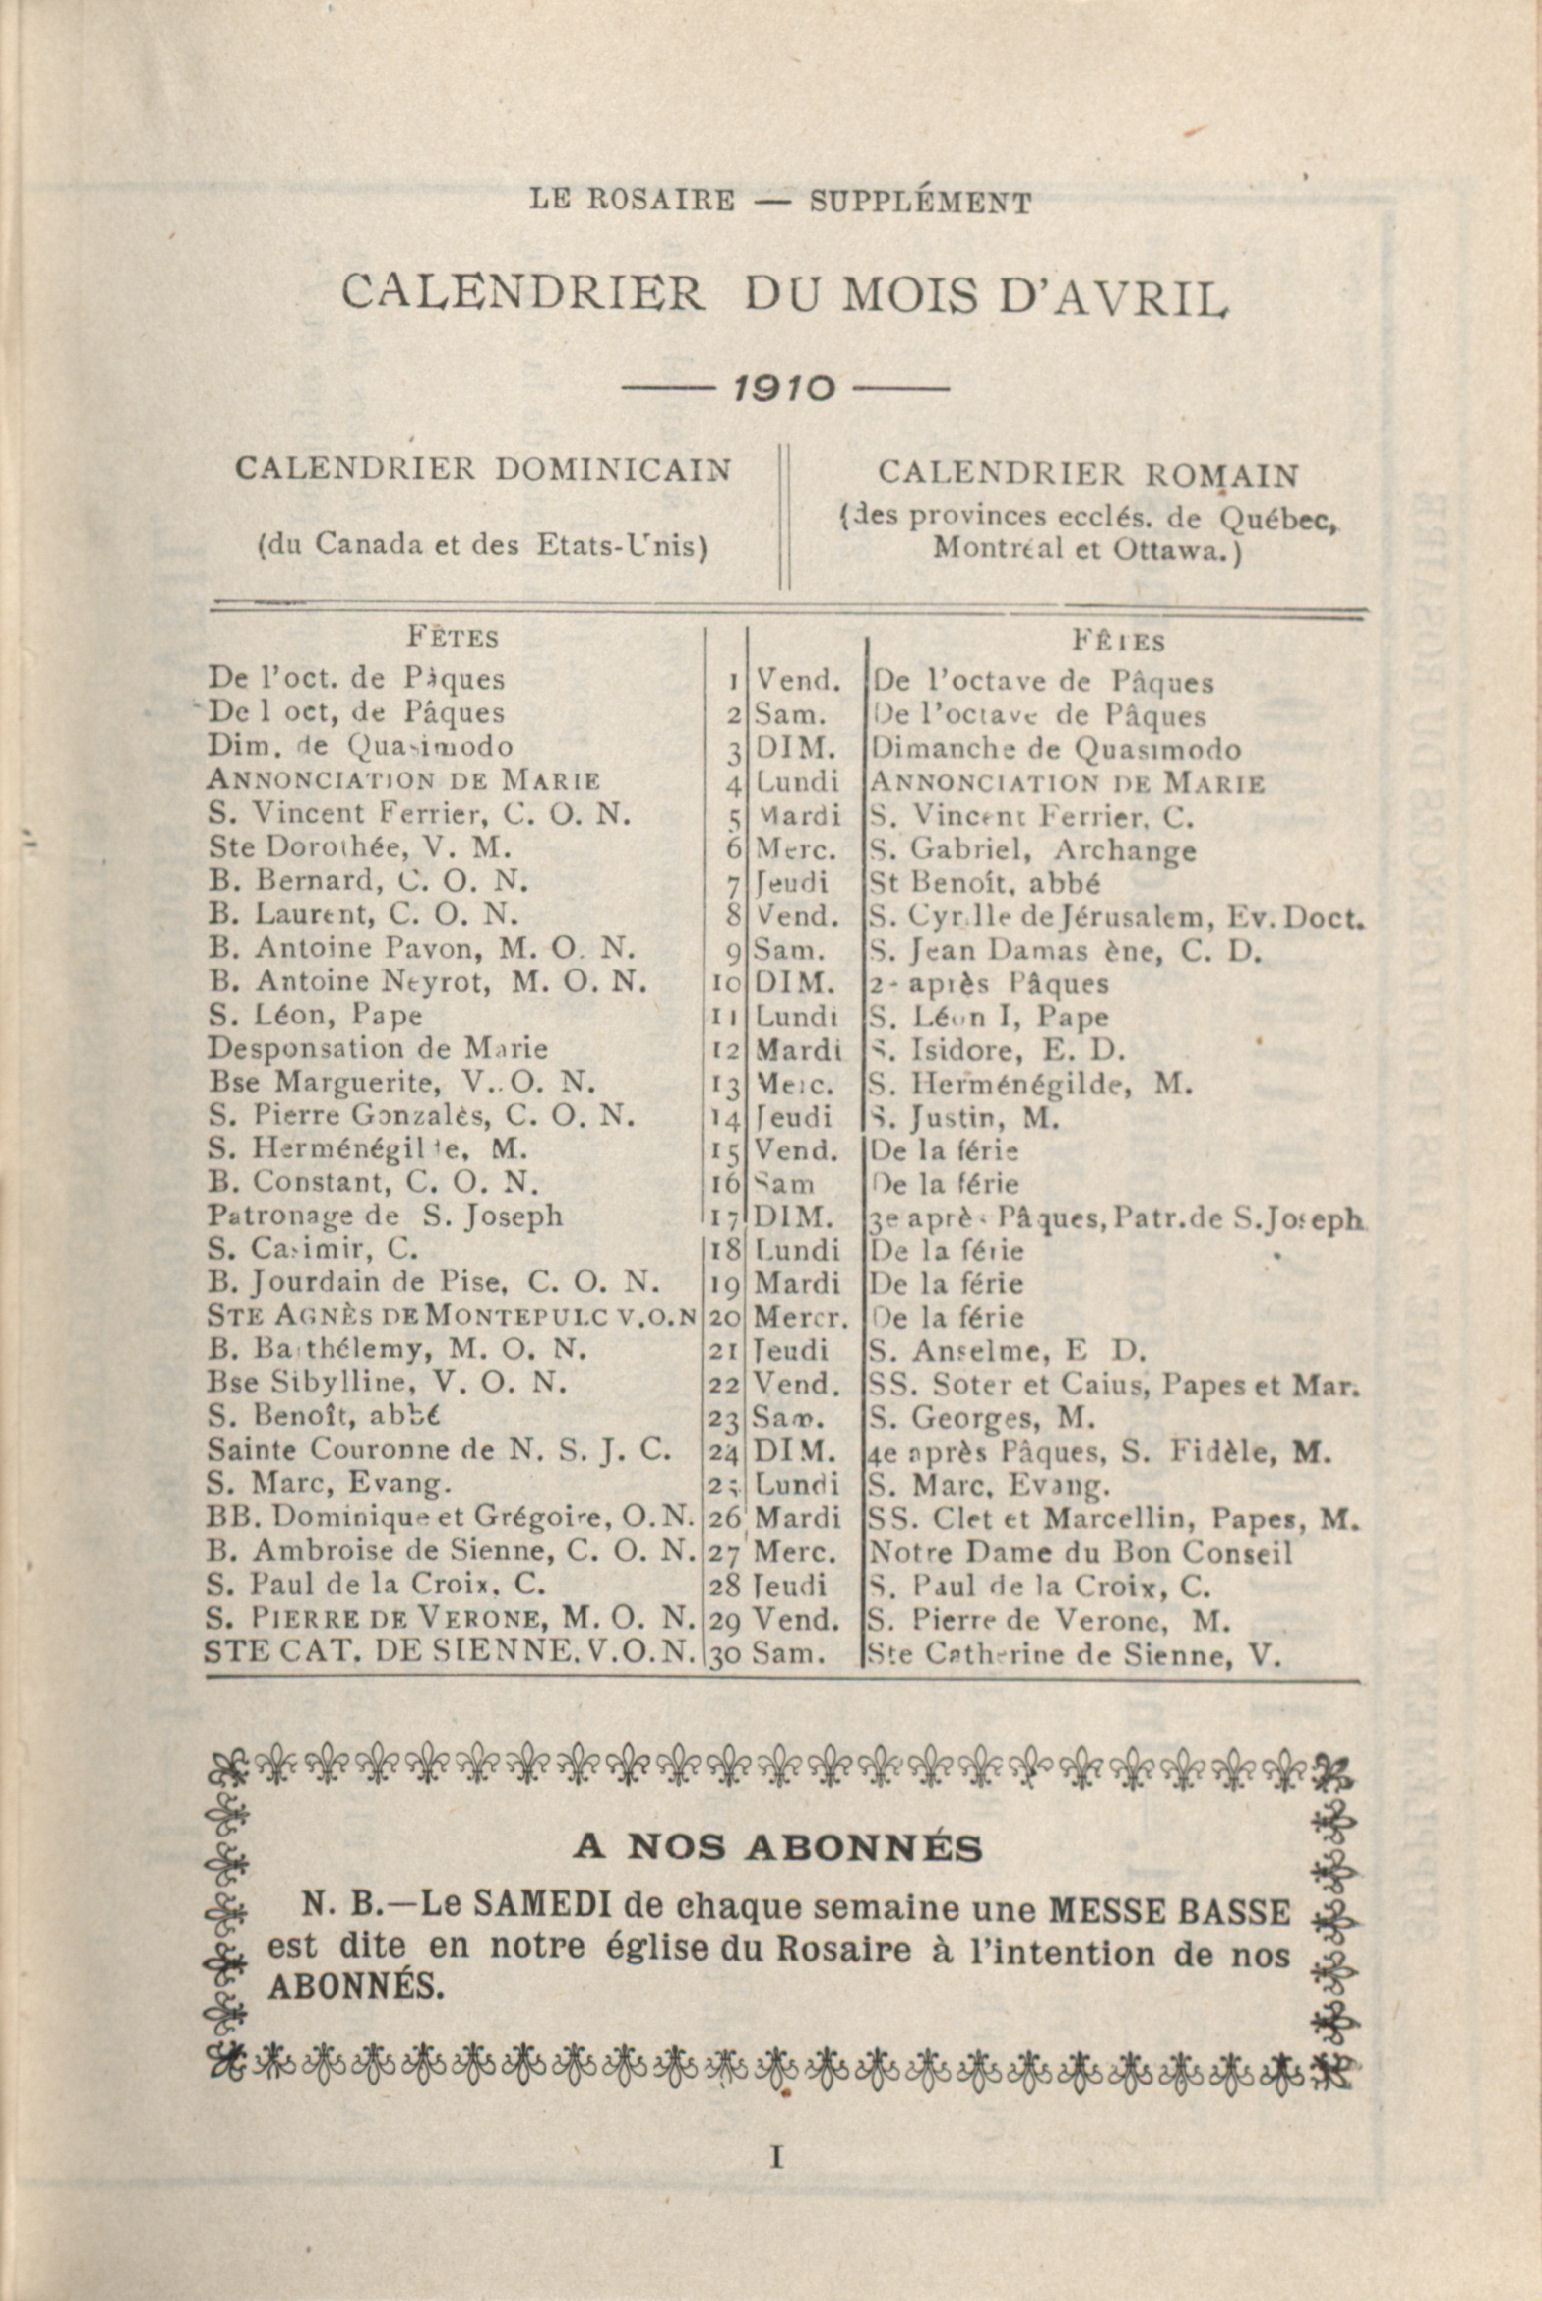 LE ROSAIRE — SUPPLÉMENT
CALENDRIER DU MOIS D'AVRIL
1910
CALENDRIER DOMINICAIN
(du Canada et des Etats-Unis)
CALENDRIER ROMAIN
(des provinces ecclés. de Québec,
Montréal et Ottawa.)
FÊTES FÊTES
De l'oct. de Pâques 1 Vend. De l'octave de Pâques
De l oct, de Pâques 2 Sam. De l'octave de Pâques
Dim. de Quasimodo 3 DIM. Dimanche de Quasimodo
ANNONCIATION DE MARIE 4 Lundi ANNONCIATION DE MARIE
S. Vincent Ferrier, C. O. N. 5 Mardi S. Vincent Ferrier, C.
Ste Dorothée, V. M. 6 Merc. S. Gabriel, Archange
B. Bernard, C. O. N. 7 Jeudi St Benoît, abbé
B. Laurent, C. O. N. 8 Vend. S. Cyrille de Jérusalem, Ev. Doct.
B. Antoine Pavon, M. O. N. 9 Sam. S. Jean Damas ène, C. D.
B. Antoine Neyrot, M. O. N. 10 DIM. 2e après Pâques
S. Léon, Pape 11 Lundi S. Léon I, Pape
Desponsation de Marie 12 Mardi S. Isidore, E. D.
Bse Marguerite, V.. O. N. 13 Merc. S. Herménégilde, M.
S. Pierre Gonzalès, C. O. N. 14 Jeudi S. Justin, M.
S. Herménégilde, M. 15 Vend. De la férie
B. Constant, C. O. N. 16 Sam De la férie
Patronage de S. Joseph 17 DIM. 3e après Pâques, Patr. de S. Joseph
S. Casimir, C. 18 Lundi De la férie
B. Jourdain de Pise, C. O. N. 19 Mardi De la férie
STE AGNÈS DE MONTEPULC V.O.N 20 Mercr. De la férie
B. Barthélemy, M. O. N. 21 Jeudi S. Anselme, E D.
Bse Sibylline, V. O. N. 22 Vend. SS. Soter et Caius, Papes et Mar.
S. Benoît, abbé 23 Sam. S. Georges, M.
Sainte Couronne de N. S. J. C. 24 DIM. 4e après Pâques, S. Fidèle, M.
S. Marc, Evang. 25 Lundi S. Marc, Evang.
BB. Dominique et Grégoire, O. N. 26 Mardi SS. Clet et Marcellin, Papes, M.
B. Ambroise de Sienne, C. O. N. 27 Merc. Notre Dame du Bon Conseil
S. Paul de la Croix, C. 28 Jeudi S. Paul de la Croix, C.
S. PIERRE DE VERONE, M. O. N. 29 Vend. S. Pierre de Verone, M.
STE CAT. DE SIENNE. V. O. N. 30 Sam. Ste Catherine de Sienne, V.
A NOS ABONNÉS
N. B.—Le SAMEDI de chaque semaine une MESSE BASSE
est dite en notre église du Rosaire à l'intention de nos
ABONNÉS.
I